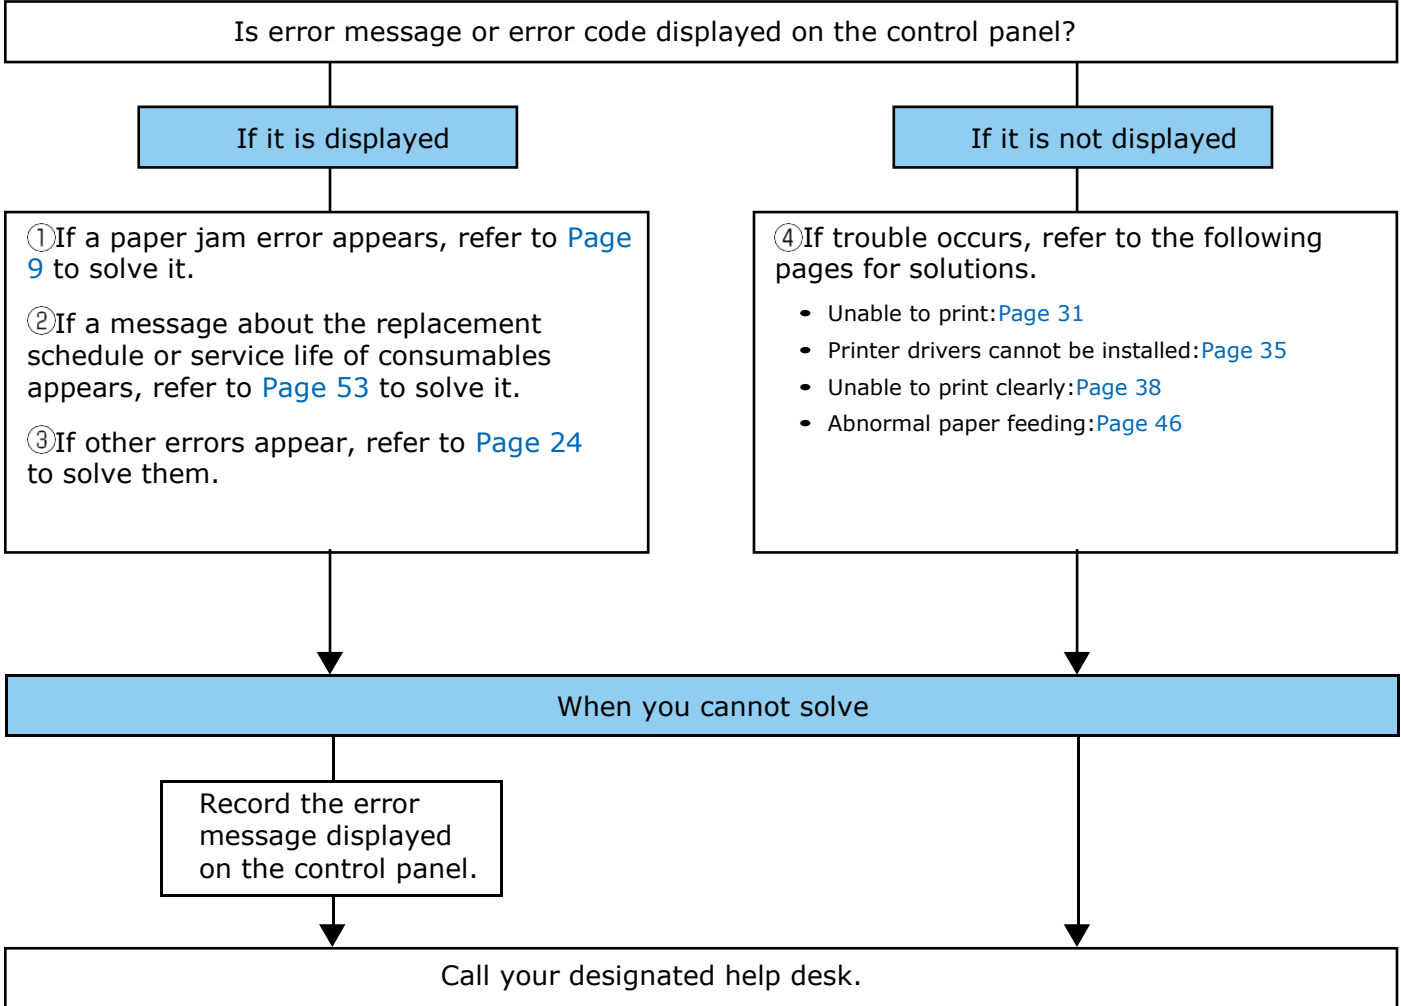 Is error message or error code displayed on the control panel?
If it is displayed
If it is not displayed
①If a paper jam error appears, refer to Page
9 to solve it.
②If a message about the replacement
schedule or service life of consumables
appears, refer to Page 53 to solve it.
③If other errors appear, refer to Page 24
to solve them.
④If trouble occurs, refer to the following
pages for solutions.
• Unable to print:Page 31
• Printer drivers cannot be installed:Page 35
• Unable to print clearly:Page 38
• Abnormal paper feeding:Page 46
When you cannot solve
Record the error
message displayed
on the control panel.
Call your designated help desk.